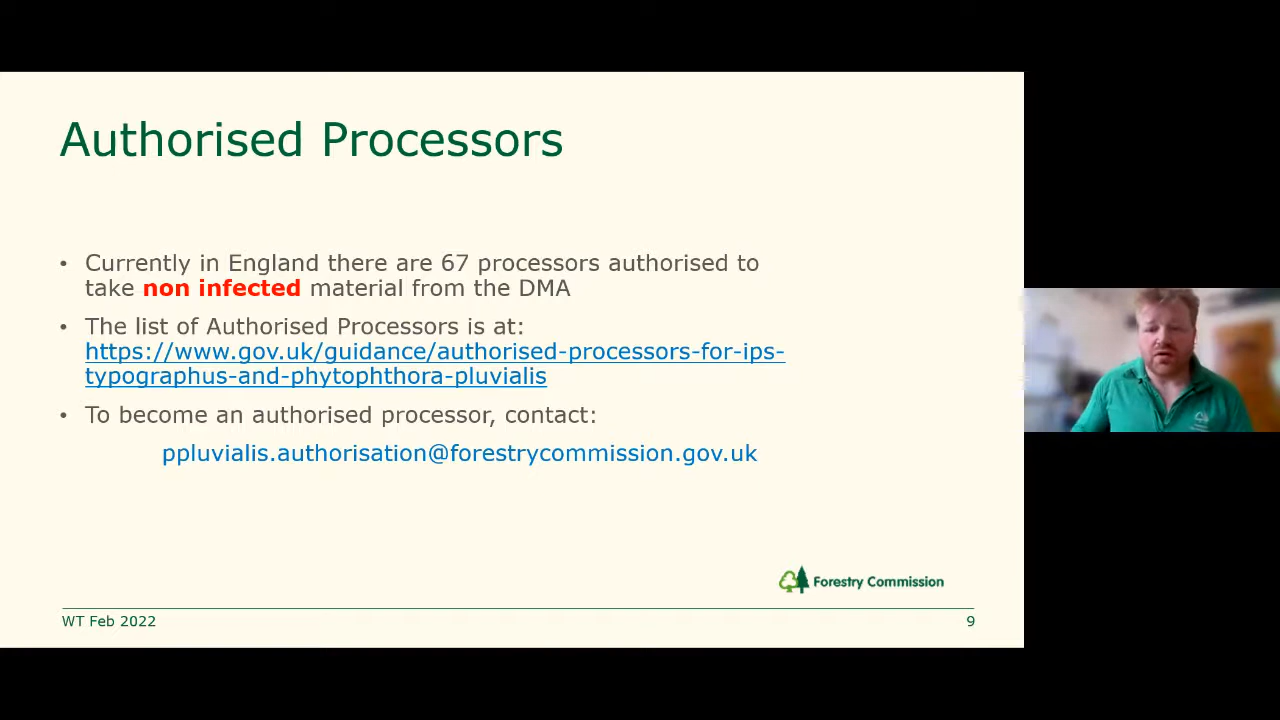 Authorised Processors
• Currently in England there are 67 processors authorised to
take non infected material from the DMA
• The list of Authorised Processors is at:
https://www.gov.uk/guidance/authorised-processors-for-ips-
typographus-and-phytophthora-pluvialis
• To become an authorised processor, contact:
ppluvialis.authorisation@forestrycommission.gov.uk
Forestry Commission
WT Feb 2022
9